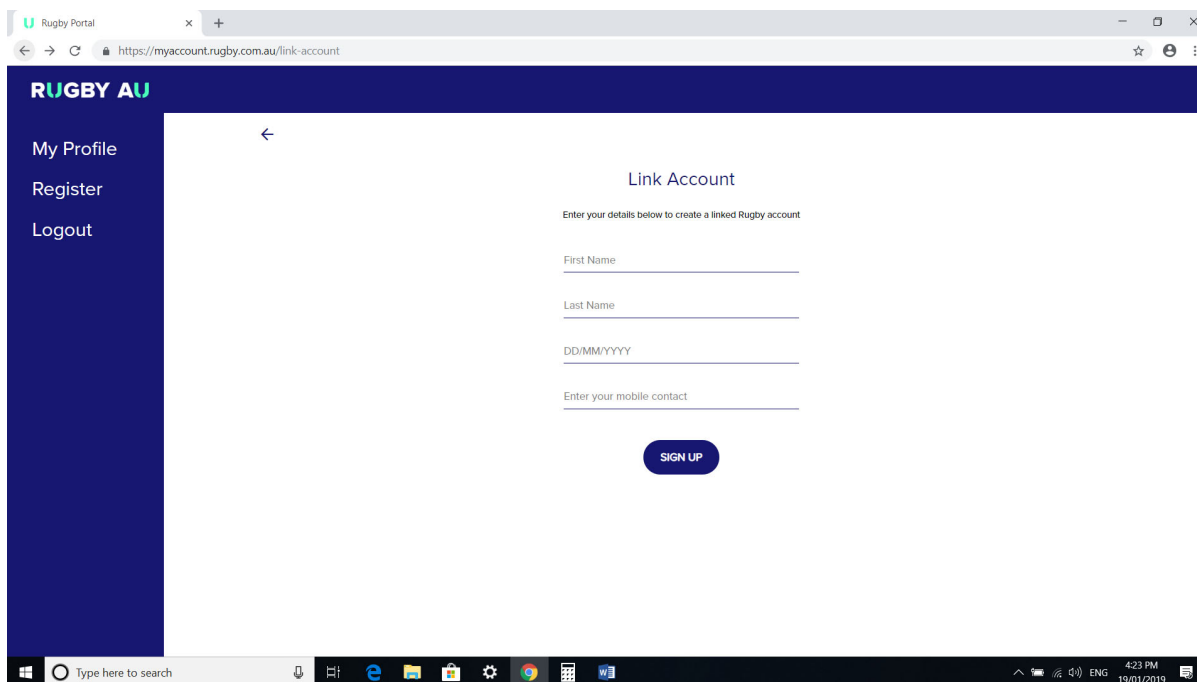 Rugby Portal
https://myaccount.rugby.com.au/link-account
RUGBY AU
My Profile
Register
Logout
Link Account
Enter your details below to create a linked Rugby account
First Name
Last Name
DD/MM/YYYY
Enter your mobile contact
SIGN UP
Type here to search
ENG
4:23 PM
19/01/2019